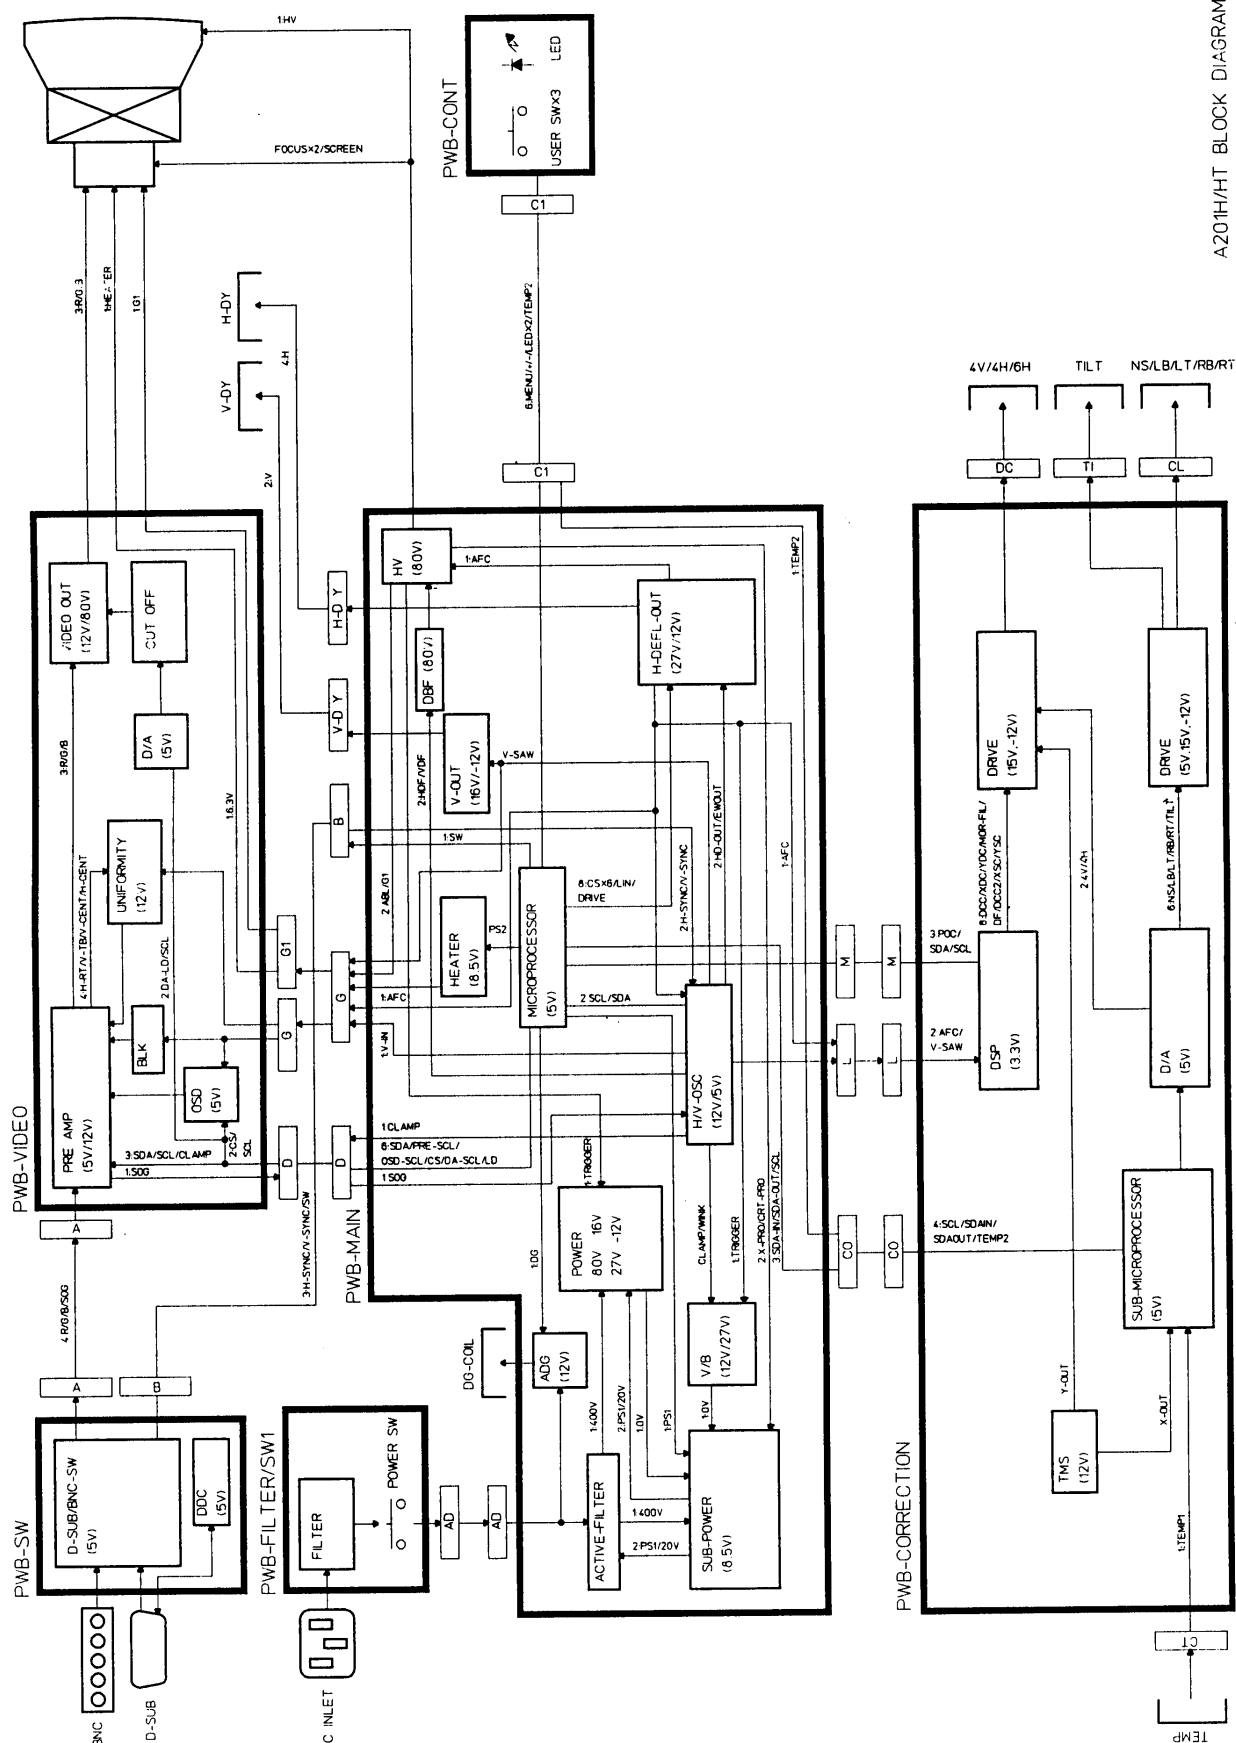 A201H/HT BLOCK DIAGRAM
1:HV
FOCUS×2/SCREEN
3:R/G:3
1:G1
PWB-CONT
USER SW×3
LED
C1
6:MENU/+/-/LED×2/TEMP2
C1
H-DY
V-DY
4:H
2:V
PWB-SW
BNC
D-SUB
D-SUB/BNC-SW
(5V)
DDC
(5V)
A
B
4:R/G/B/SOG
3:H-SYNC/V-SYNC/SW
A
PWB-VIDEO
PRE AMP
(5V/12V)
3:SDA/SCL/CLAMP
1:SOG
OSD
(5V)
2:CS/
SCL
BLK
4:H-RT/V-TB/V-CENT/H-CENT
2:DA-LD/SCL
UNIFORMITY
(12V)
3:R/G/B
D/A
(5V)
CUT OFF
VIDEO OUT
(12V/80V)
1:6.3V
D
G
G1
PWB-FILTER/SW1
C INLET
FILTER
POWER SW
AD
AD
DG-COIL
PWB-MAIN
D
G
B
V-D Y
H-D Y
1:CLAMP
6:SDA/PRE-SCL/
OSD-SCL/CS/DA-SCL/LD
1:SOG
1:V-IN
1:AFC
2:ABL/G1
1:SW
2:HDF/VDF
V-SAW
HV
(80V)
1:AFC
DBF (80V)
V-OUT
(16V/-12V)
HEATER
(8.5V)
PS2
MICROPROCESSOR
(5V)
8:CS×6/LIN/
DRIVE
2:SCL/SDA
H-DEFL-OUT
(27V/12V)
2:HD-OUT/EWOUT
2:H-SYNC/V-SYNC
H/V-OSC
(12V/5V)
1:DG
ADG
(12V)
1:TRIGGER
POWER
80V 16V
27V -12V
1:400V
2:PS1/20V
1:0V
1:PS1
ACTIVE-FILTER
1:400V
2:PS1/20V
SUB-POWER
(8.5V)
V/B
(12V/27V)
1:0V
CLAMP/WINK
1:TRIGGER
2:X-PRO/CRT-PRO
3:SDA-IN/SDA-OUT/SCL
1:AFC
1:TEMP2
M
M
L
L
CO
CO
PWB-CORRECTION
3:POC/
SDA/SCL
2:AFC/
V-SAW
4:SCL/SDAIN/
SDAOUT/TEMP2
DSP
(3.3V)
8:DCC/XDC/YDC/MOR-FIL/
DF/DCC2/XSC/YSC
DRIVE
(15V,-12V)
2:4V/4H
D/A
(5V)
6:NS/LB/LT/RB/RT/TILT
DRIVE
(5V,15V,-12V)
SUB-MICROPROCESSOR
(5V)
TMS
(12V)
Y-OUT
X-OUT
1:TEMP1
CT
TEMP
DC
TI
CL
4V/4H/6H
TILT
NS/LB/LT/RB/RT